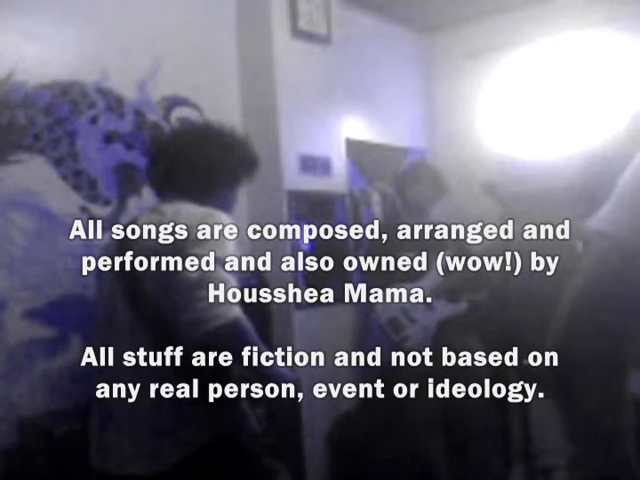 All songs are composed, arranged and
performed and also owned (wow!) by
Housshea Mama.
All stuff are fiction and not based on
any real person, event or ideology.